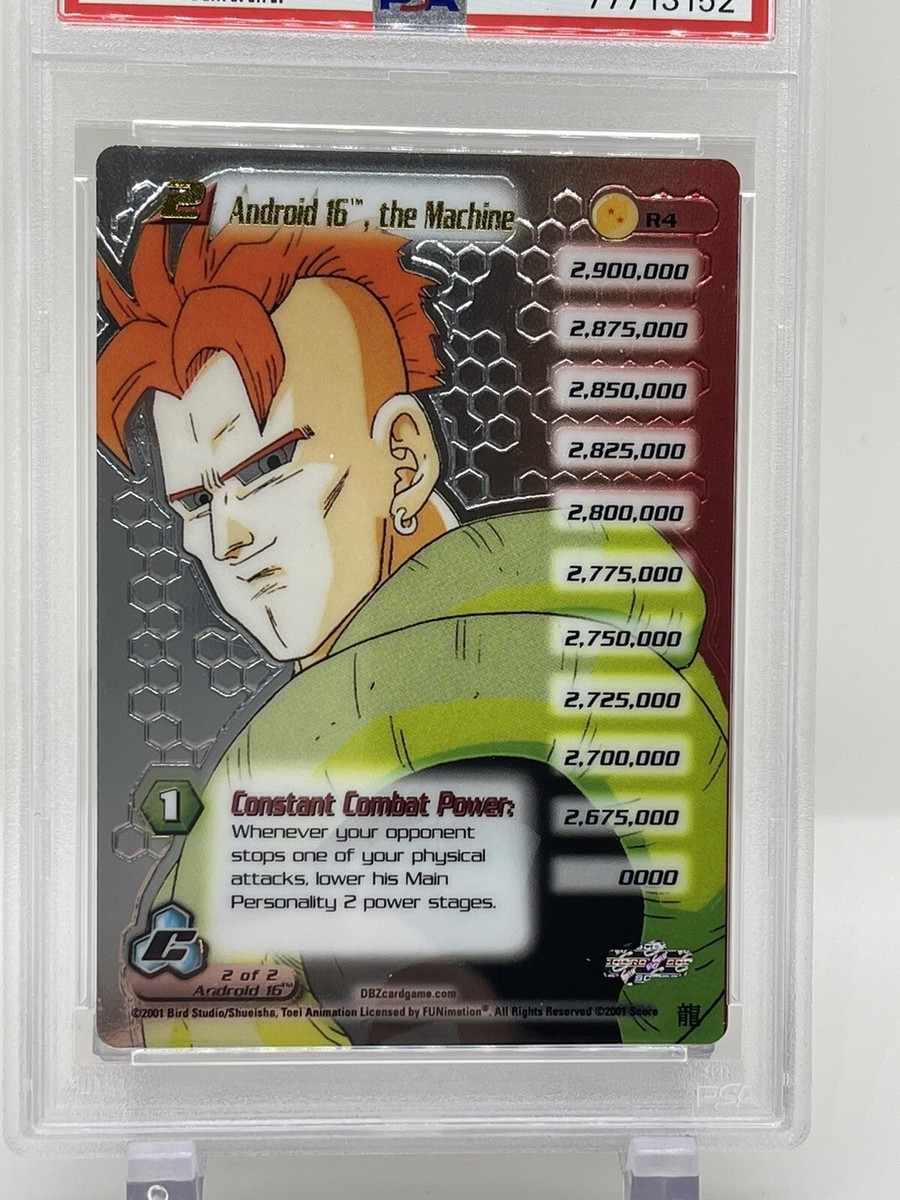 PSA
77713152
2
Android 16™, the Machine
R4
2,900,000
2,875,000
2,850,000
2,825,000
2,800,000
2,775,000
2,750,000
2,725,000
2,700,000
2,675,000
0000
1
Constant Combat Power:
Whenever your opponent
stops one of your physical
attacks, lower his Main
Personality 2 power stages.
C
2 of 2
Android 16™
DBZcardgame.com
©2001 Bird Studio/Shueisha, Toei Animation Licensed by FUNimation®. All Rights Reserved ©2001 Score
龍
PSA